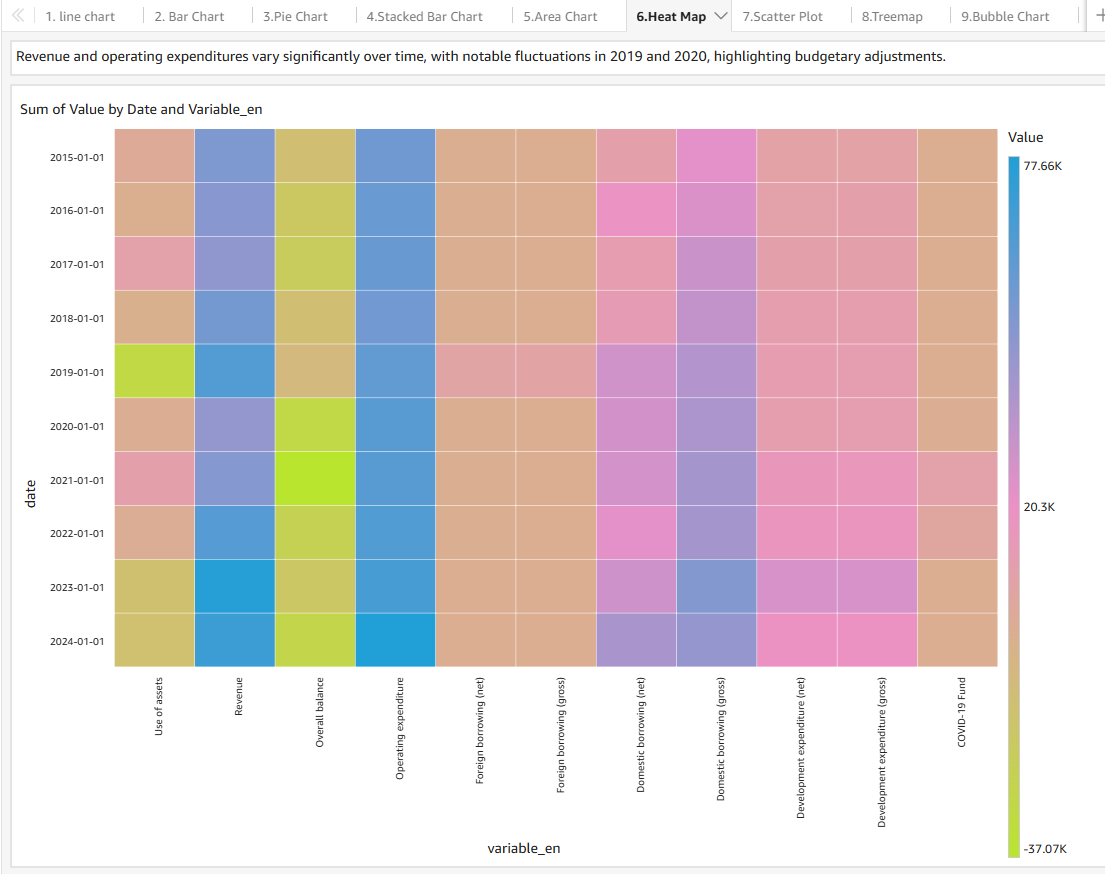 1. line chart
2. Bar Chart
3.Pie Chart
4.Stacked Bar Chart
5.Area Chart
6.Heat Map
7.Scatter Plot
8.Treemap
9.Bubble Chart
Revenue and operating expenditures vary significantly over time, with notable fluctuations in 2019 and 2020, highlighting budgetary adjustments.
Sum of Value by Date and Variable_en
Value
77.66K
20.3K
-37.07K
date
2015-01-01
2016-01-01
2017-01-01
2018-01-01
2019-01-01
2020-01-01
2021-01-01
2022-01-01
2023-01-01
2024-01-01
Use of assets
Revenue
Overall balance
Operating expenditure
Foreign borrowing (net)
Foreign borrowing (gross)
Domestic borrowing (net)
Domestic borrowing (gross)
Development expenditure (net)
Development expenditure (gross)
COVID-19 Fund
variable_en